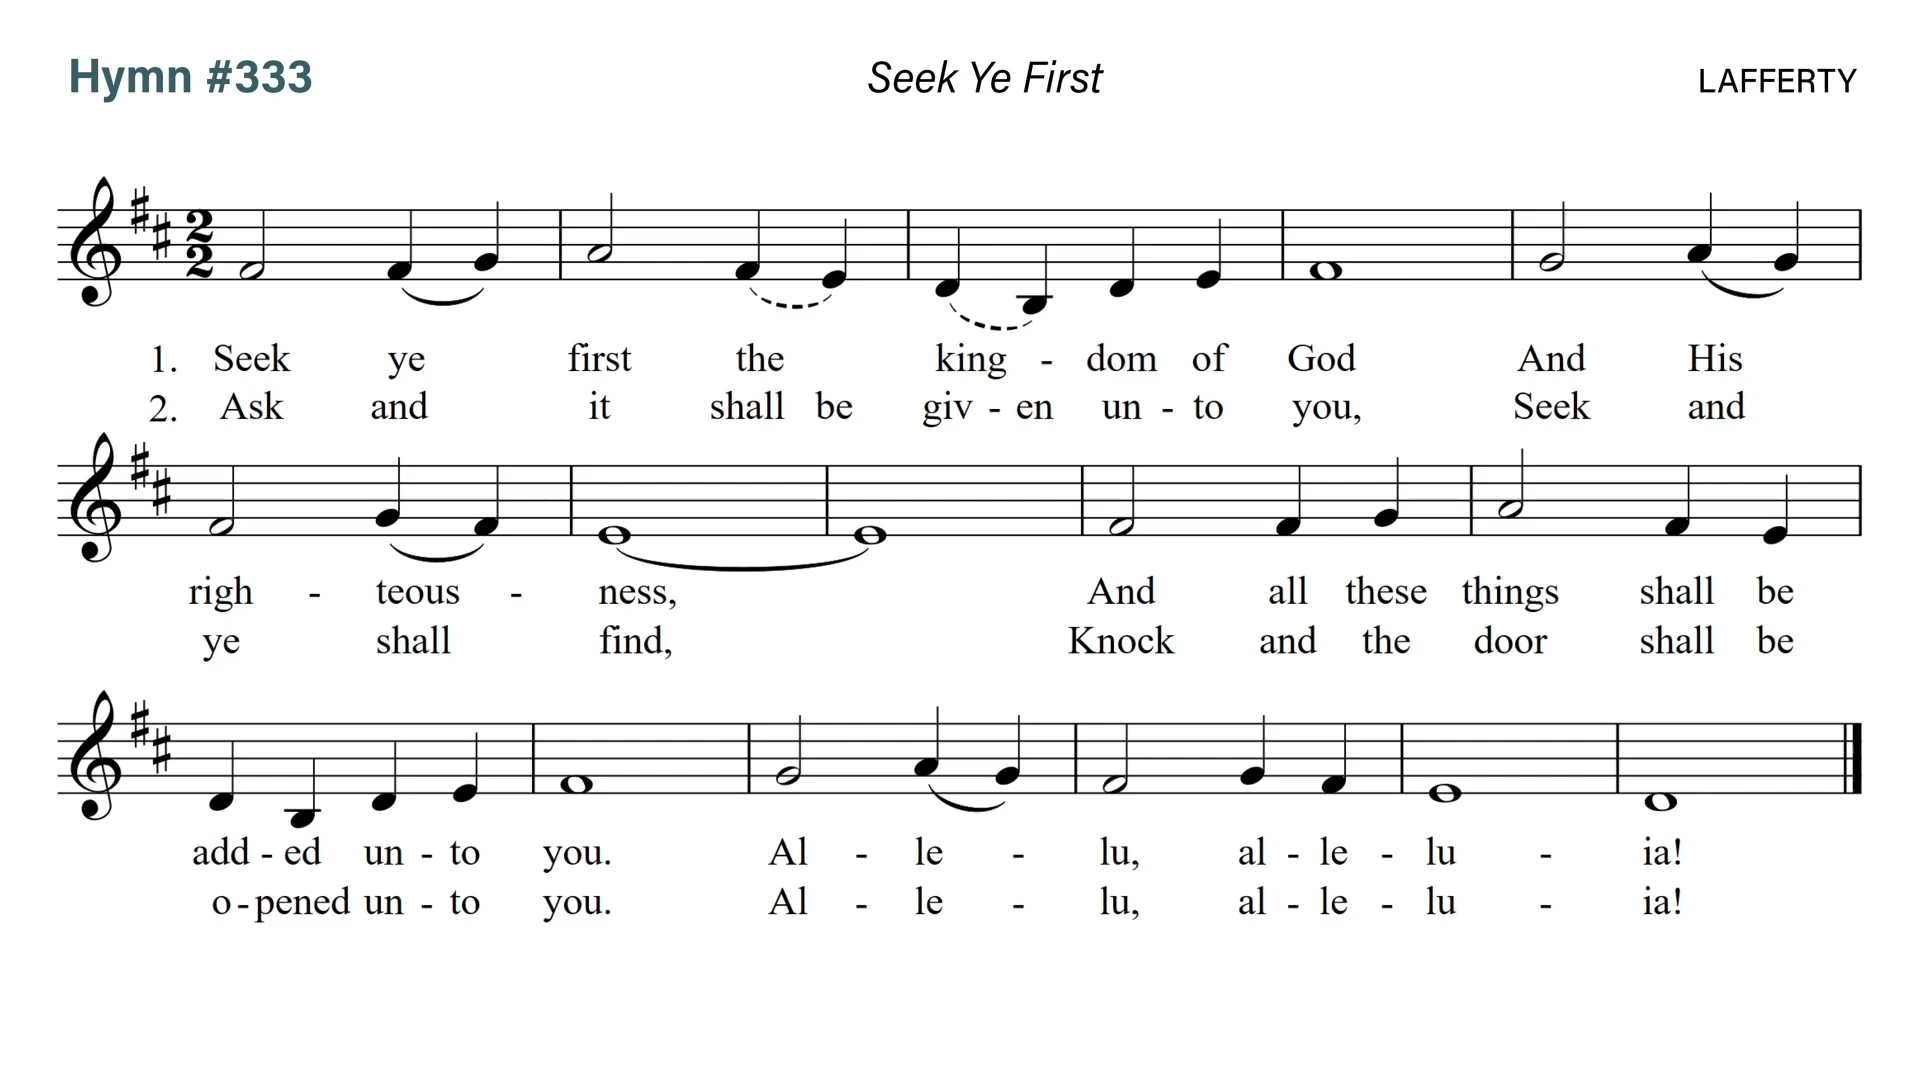 Hymn #333 Seek Ye First LAFFERTY
2
2
1. Seek ye first the king - dom of God And His
2. Ask and it shall be giv - en un - to you, Seek and
righ - teous - ness, And all these things shall be
ye shall find, Knock and the door shall be
add - ed un - to you. Al - le - lu, al - le - lu - ia!
o - pened un - to you. Al - le - lu, al - le - lu - ia!